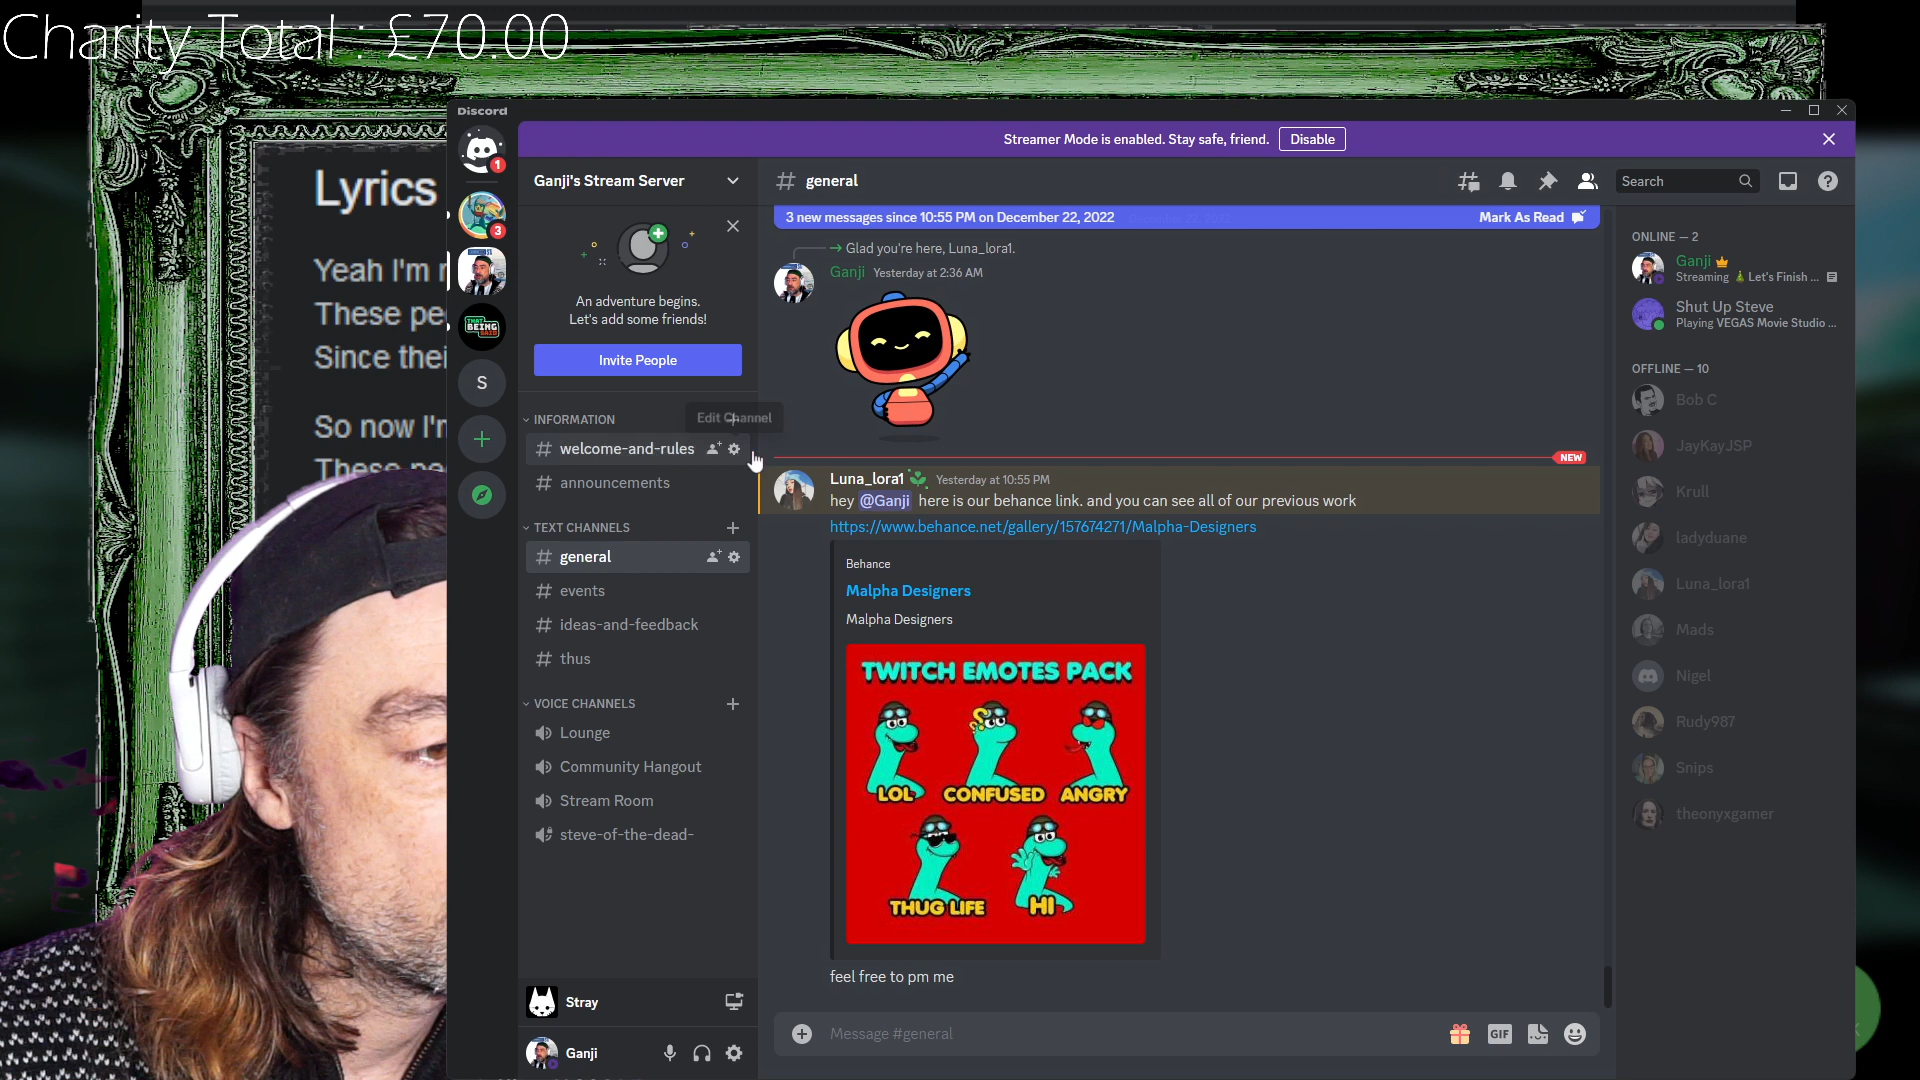 Charity Total : £70.00
Lyrics
Yeah I'm
These
Since
So now I'm
These
Discord
Streamer Mode is enabled. Stay safe, friend.
Disable
Ganji's Stream Server
general
Search
1
3
THAT BEING SAID
S
An adventure begins.
Let's add some friends!
Invite People
INFORMATION
Edit Channel
welcome-and-rules
announcements
TEXT CHANNELS
general
events
ideas-and-feedback
thus
VOICE CHANNELS
Lounge
Community Hangout
Stream Room
steve-of-the-dead-
Stray
Ganji
3 new messages since 10:55 PM on December 22, 2022
Mark As Read
Glad you're here, Luna_lora1.
Ganji Yesterday at 2:36 AM
NEW
Luna_lora1 Yesterday at 10:55 PM
hey @Ganji here is our behance link. and you can see all of our previous work
https://www.behance.net/gallery/157674271/Malpha-Designers
Behance
Malpha Designers
Malpha Designers
TWITCH EMOTES PACK
LOL CONFUSED ANGRY
THUG LIFE HI
feel free to pm me
Message #general
GIF
ONLINE — 2
Ganji
Streaming Let's Finish ...
Shut Up Steve
Playing VEGAS Movie Studio ...
OFFLINE — 10
Bob C
JayKayJSP
Krull
ladyduane
Luna_lora1
Mads
Nigel
Rudy987
Snips
theonyxgamer